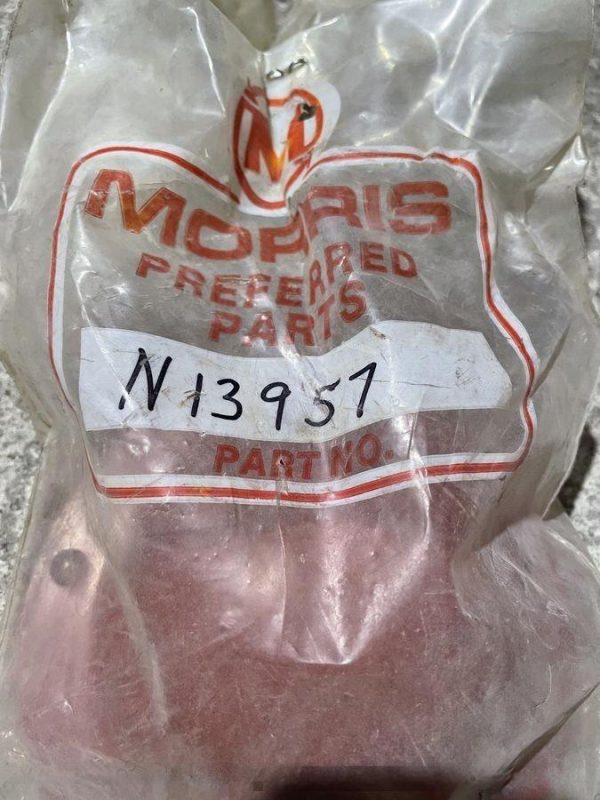 M
MORRIS
PREFERRED
PARTS
N13957
PART NO.